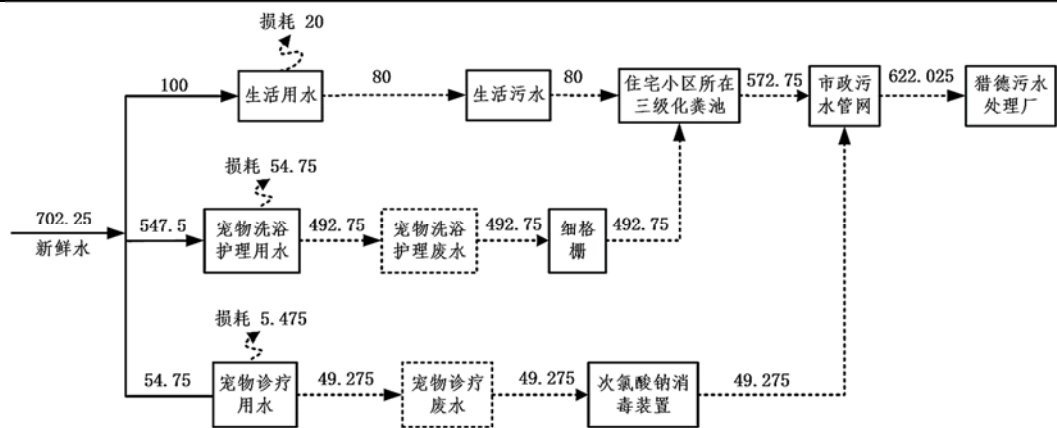 损耗 20
100
生活用水
80
生活污水
80
住宅小区所在
三级化粪池
572.75
市政污
水管网
622.025
猎德污水
处理厂
损耗 54.75
702.25
新鲜水
547.5
宠物洗浴
护理用水
492.75
宠物洗浴
护理废水
492.75
细格
栅
492.75
损耗 5.475
54.75
宠物诊疗
用水
49.275
宠物诊疗
废水
49.275
次氯酸钠消
毒装置
49.275